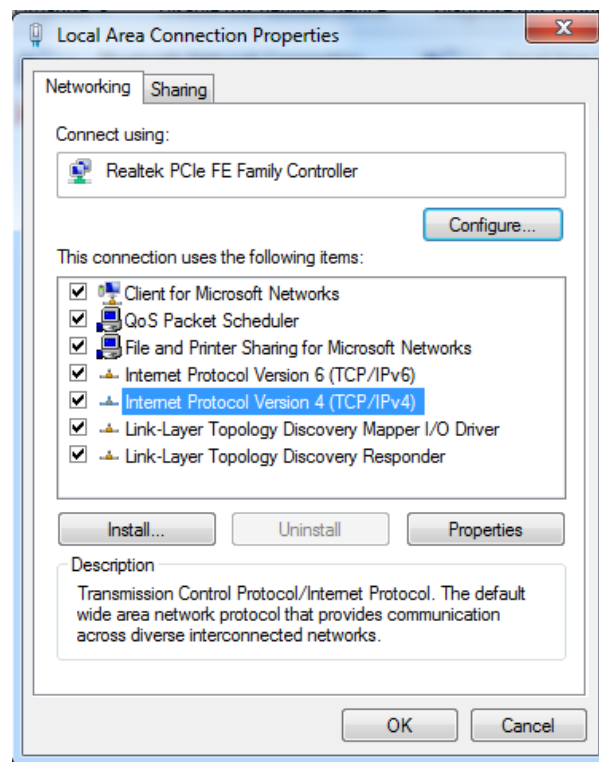 Local Area Connection Properties
Networking
Sharing
Connect using:
Realtek PCIe FE Family Controller
Configure...
This connection uses the following items:
Client for Microsoft Networks
QoS Packet Scheduler
File and Printer Sharing for Microsoft Networks
Internet Protocol Version 6 (TCP/IPv6)
Internet Protocol Version 4 (TCP/IPv4)
Link-Layer Topology Discovery Mapper I/O Driver
Link-Layer Topology Discovery Responder
Install...
Uninstall
Properties
Description
Transmission Control Protocol/Internet Protocol. The default
wide area network protocol that provides communication
across diverse interconnected networks.
OK
Cancel